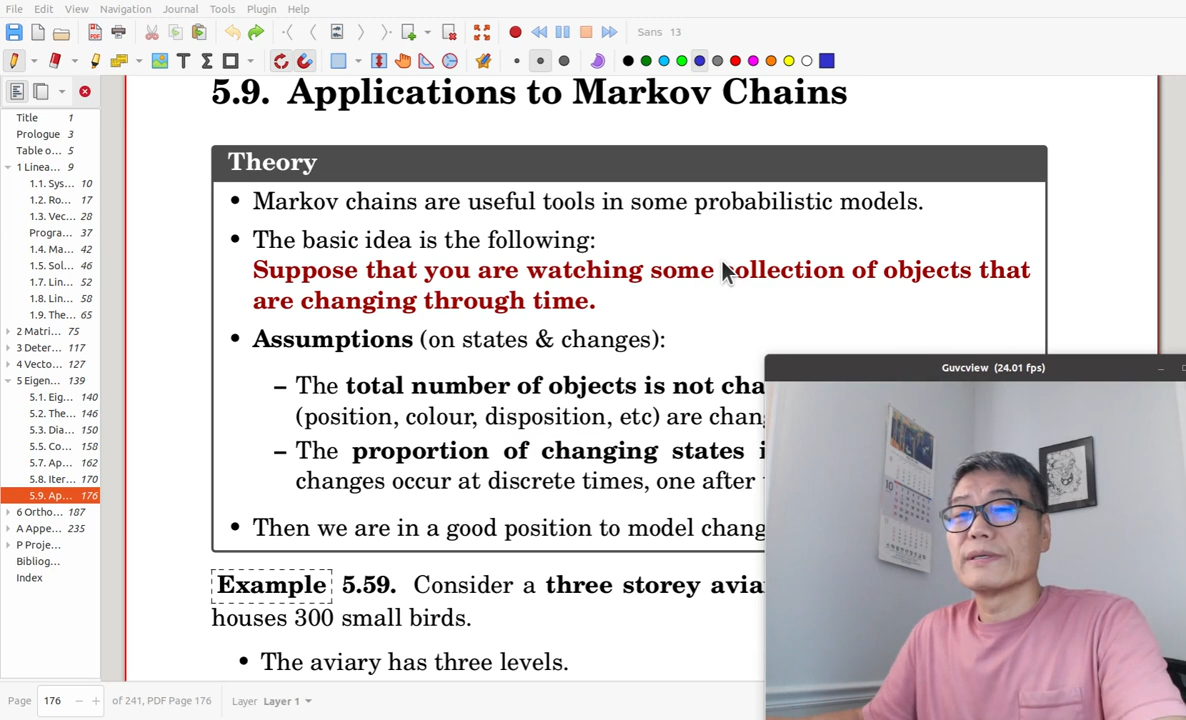 File Edit View Navigation Journal Tools Plugin Help
Sans 13
Title 1
Prologue 3
Table o... 5
1 Linea... 9
1.1. Sys... 10
1.2. Ro... 17
1.3. Vec... 28
Progra... 37
1.4. Ma... 42
1.5. Sol... 46
1.7. Lin... 52
1.8. Lin... 58
1.9. The... 65
2 Matri... 75
3 Deter... 117
4 Vecto... 127
5 Eigen... 139
5.1. Eig... 140
5.2. The... 146
5.3. Dia... 150
5.5. Co... 158
5.7. Ap... 162
5.8. Iter... 170
5.9. Ap... 176
6 Ortho... 187
A Appe... 235
P Proje...
Bibliog...
Index
5.9. Applications to Markov Chains
Theory
• Markov chains are useful tools in some probabilistic models.
• The basic idea is the following:
Suppose that you are watching some collection of objects that
are changing through time.
• Assumptions (on states & changes):
– The total number of objects is not cha
(position, colour, disposition, etc) are chan
– The proportion of changing states i
changes occur at discrete times, one after
• Then we are in a good position to model chang
Example 5.59. Consider a three storey avia
houses 300 small birds.
• The aviary has three levels.
Guvcview (24.01 fps)
10
Page 176 − + of 241, PDF Page 176 Layer Layer 1